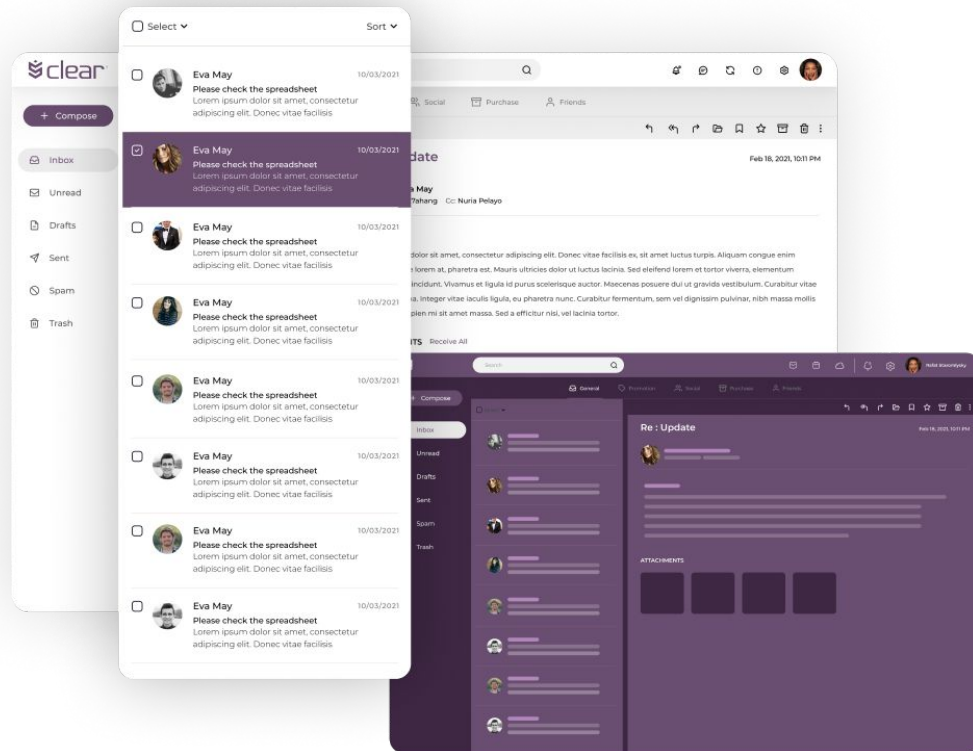 Select
Sort
clear
Compose
Inbox
Unread
Drafts
Sent
Spam
Trash
Eva May 10/03/2021
Please check the spreadsheet
Lorem ipsum dolor sit amet, consectetur
adipiscing elit. Donec vitae facilisis
Eva May 10/03/2021
Please check the spreadsheet
Lorem ipsum dolor sit amet, consectetur
adipiscing elit. Donec vitae facilisis
Eva May 10/03/2021
Please check the spreadsheet
Lorem ipsum dolor sit amet, consectetur
adipiscing elit. Donec vitae facilisis
Eva May 10/03/2021
Please check the spreadsheet
Lorem ipsum dolor sit amet, consectetur
adipiscing elit. Donec vitae facilisis
Eva May 10/03/2021
Please check the spreadsheet
Lorem ipsum dolor sit amet, consectetur
adipiscing elit. Donec vitae facilisis
Eva May 10/03/2021
Please check the spreadsheet
Lorem ipsum dolor sit amet, consectetur
adipiscing elit. Donec vitae facilisis
Eva May 10/03/2021
Please check the spreadsheet
Lorem ipsum dolor sit amet, consectetur
adipiscing elit. Donec vitae facilisis
Eva May 10/03/2021
Please check the spreadsheet
Lorem ipsum dolor sit amet, consectetur
adipiscing elit. Donec vitae facilisis
Social Purchase Friends
date Feb 18, 2021, 10:11 PM
May
7ahang Cc: Nuria Pelayo
dolor sit amet, consectetur adipiscing elit. Donec vitae facilisis ex, sit amet luctus turpis. Aliquam congue enim
lorem at, pharetra est. Mauris ultricies dolor ut luctus lacinia. Sed eleifend lorem et tortor viverra, elementum
incidunt. Vivamus et ligula id purus scelerisque auctor. Maecenas posuere dui ut gravida vestibulum. Curabitur vitae
a. Integer vitae iaculis ligula, eu pharetra nunc. Curabitur fermentum, sem vel dignissim pulvinar, nibh massa mollis
pien mi sit amet massa. Sed a efficitur nisi, vel lacinia tortor.
NTS Receive All
Search
General Promotion Social Purchase Friends
Compose
Inbox
Unread
Drafts
Sent
Spam
Trash
Re : Update Feb 18, 2021, 10:11 PM
ATTACHMENTS